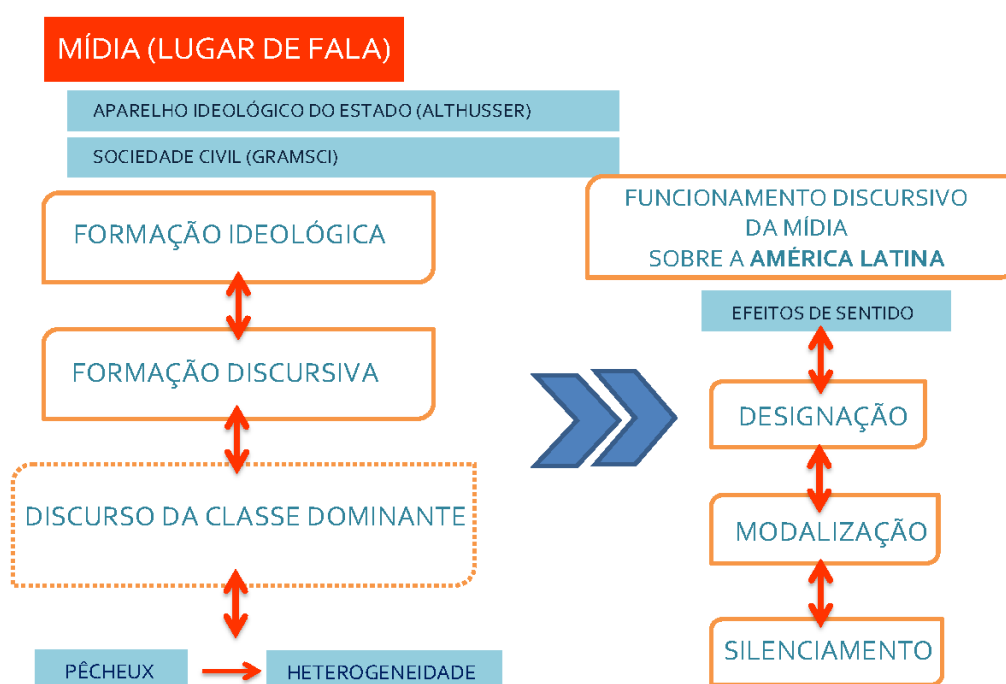 MÍDIA (LUGAR DE FALA)
APARELHO IDEOLÓGICO DO ESTADO (ALTHUSSER)
SOCIEDADE CIVIL (GRAMSCI)
FORMAÇÃO IDEOLÓGICA
FORMAÇÃO DISCURSIVA
DISCURSO DA CLASSE DOMINANTE
PÊCHEUX
HETEROGENEIDADE
FUNCIONAMENTO DISCURSIVO
DA MÍDIA
SOBRE A AMÉRICA LATINA
EFEITOS DE SENTIDO
DESIGNAÇÃO
MODALIZAÇÃO
SILENCIAMENTO